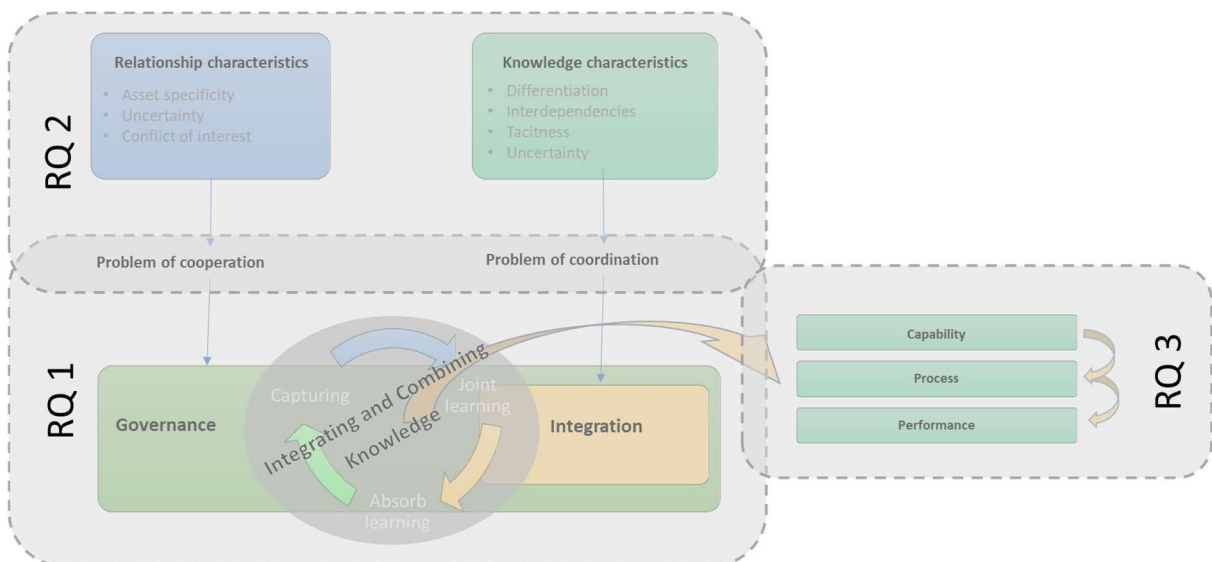 RQ 2
Relationship characteristics
• Asset specificity
• Uncertainty
• Conflict of interest
Knowledge characteristics
• Differentiation
• Interdependencies
• Tacitness
• Uncertainty
Problem of cooperation
Problem of coordination
RQ 1
Governance
Capturing
Integrating and Combining
Knowledge
Joint
learning
Absorb
learning
Integration
Capability
Process
Performance
RQ 3